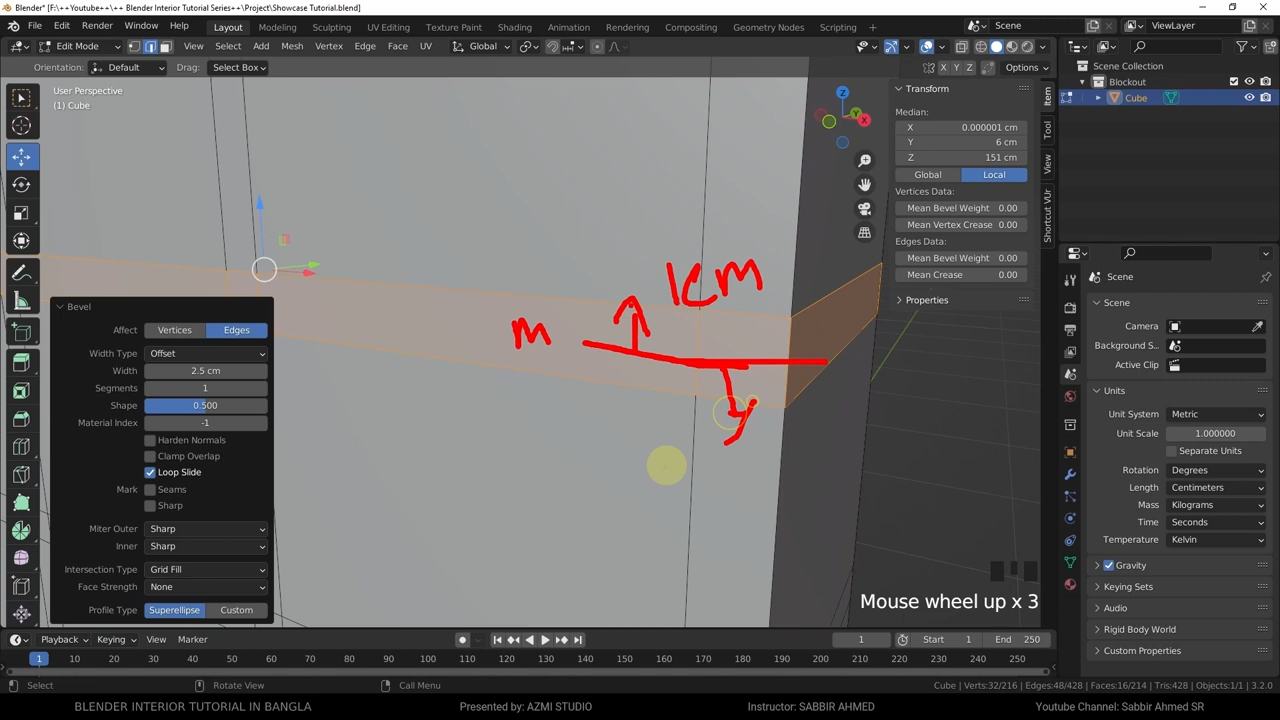 Blender* [F:\++Youtube++\++ Blender Interior Tutorial Series++\Project\Showcase Tutorial.blend]
File Edit Render Window Help Layout Modeling Sculpting UV Editing Texture Paint Shading Animation Rendering Compositing Geometry Nodes Scripting Scene ViewLayer
Edit Mode View Select Add Mesh Vertex Edge Face UV Global
Orientation: Default Drag: Select Box X Y Z Options
User Perspective
(1) Cube
Z
Y
X
Transform
Median:
X 0.000001 cm
Y 6 cm
Z 151 cm
Global Local
Vertices Data:
Mean Bevel Weight 0.00
Mean Vertex Crease 0.00
Edges Data:
Mean Bevel Weight 0.00
Mean Crease 0.00
Properties
Item
Tool
View
Shortcut VUr
1cm
m
Bevel
Affect Vertices Edges
Width Type Offset
Width 2.5 cm
Segments 1
Shape 0.500
Material Index -1
Harden Normals
Clamp Overlap
Loop Slide
Mark Seams
Sharp
Miter Outer Sharp
Inner Sharp
Intersection Type Grid Fill
Face Strength None
Profile Type Superellipse Custom
Mouse wheel up x 3
Scene Collection
Blockout
Cube
Scene
Scene
Camera
Background S...
Active Clip
Units
Unit System Metric
Unit Scale 1.000000
Separate Units
Rotation Degrees
Length Centimeters
Mass Kilograms
Time Seconds
Temperature Kelvin
Gravity
Keying Sets
Audio
Rigid Body World
Custom Properties
Playback Keying View Marker 1 Start 1 End 250
1 10 20 30 40 50 60 70 80 90 100 110 120 130 140 150 160 170 180 190 200 210 220 230 240 250
Select Rotate View Call Menu Cube | Verts:32/216 | Edges:48/428 | Faces:16/214 | Tris:428 | Objects:1/1 | 3.2.0
BLENDER INTERIOR TUTORIAL IN BANGLA Presented by: AZMI STUDIO Instructor: SABBIR AHMED Youtube Channel: Sabbir Ahmed SR